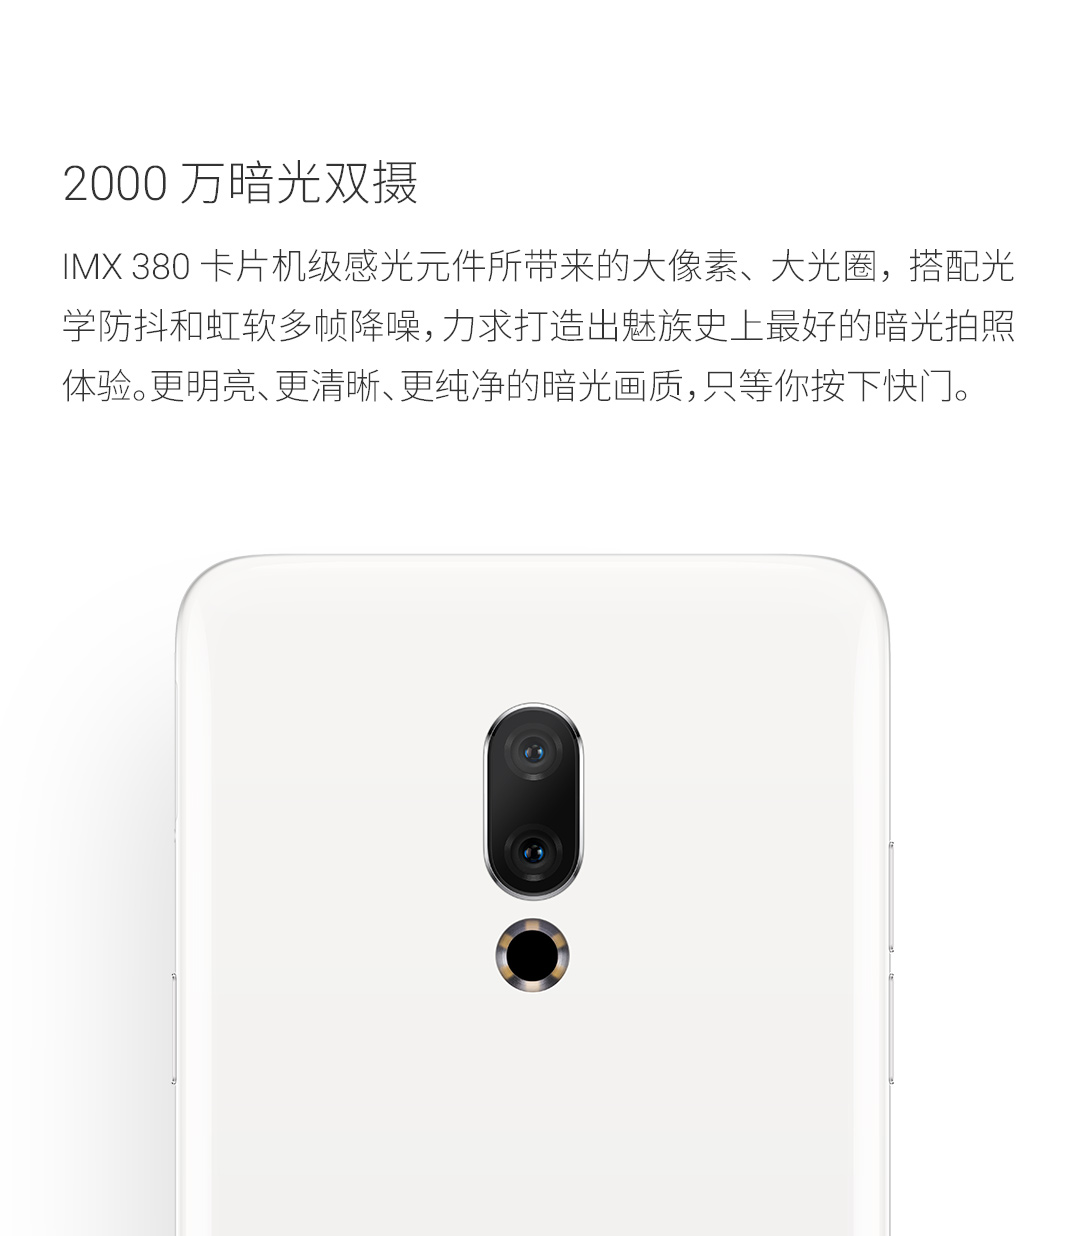 2000 万暗光双摄
IMX 380 卡片机级感光元件所带来的大像素、大光圈，搭配光
学防抖和虹软多帧降噪，力求打造出魅族史上最好的暗光拍照
体验。更明亮、更清晰、更纯净的暗光画质，只等你按下快门。